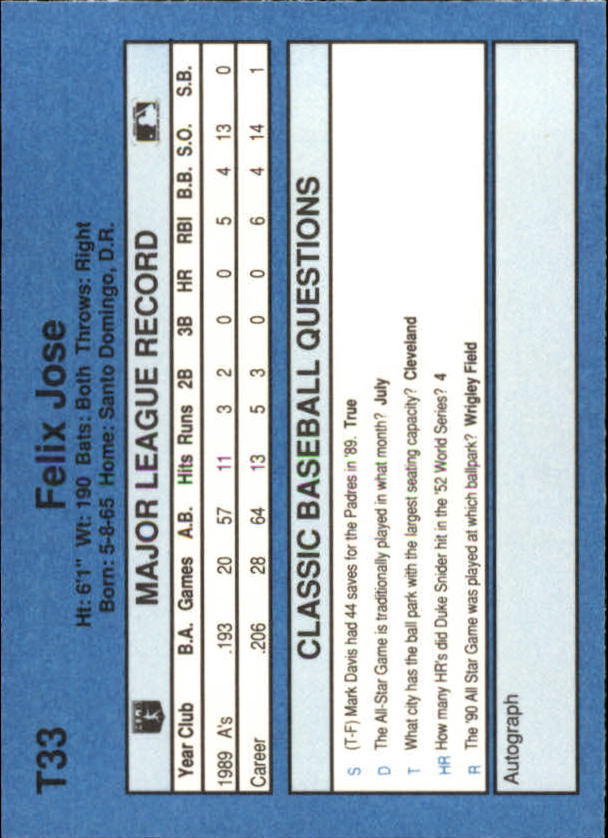 T33
Felix Jose
Ht: 6'1" Wt: 190 Bats: Both Throws: Right
Born: 5-8-65 Home: Santo Domingo, D.R.
MAJOR LEAGUE RECORD
Year Club B.A. Games A.B. Hits Runs 2B 3B HR RBI B.B. S.O. S.B.
1989 A's .193 20 57 11 3 2 0 0 5 4 13 0
Career .206 28 64 13 5 3 0 0 6 4 14 1
CLASSIC BASEBALL QUESTIONS
S (T-F) Mark Davis had 44 saves for the Padres in '89. True
D The All-Star Game is traditionally played in what month? July
T What city has the ball park with the largest seating capacity? Cleveland
HR How many HR's did Duke Snider hit in the '52 World Series? 4
R The '90 All Star Game was played at which ballpark? Wrigley Field
Autograph